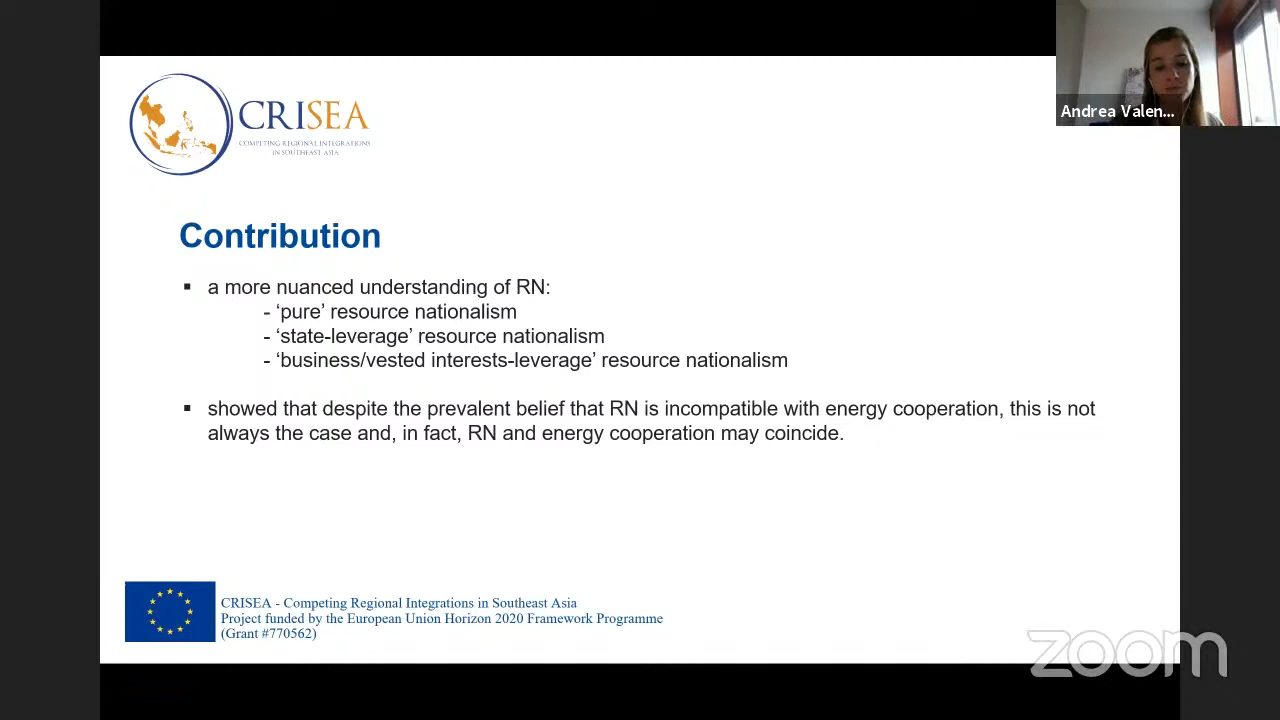 Andrea Valen...
CRISEA
COMPETING REGIONAL INTEGRATIONS
IN SOUTHEAST ASIA
Contribution
▪ a more nuanced understanding of RN:
- ‘pure’ resource nationalism
- ‘state-leverage’ resource nationalism
- ‘business/vested interests-leverage’ resource nationalism
▪ showed that despite the prevalent belief that RN is incompatible with energy cooperation, this is not
always the case and, in fact, RN and energy cooperation may coincide.
CRISEA - Competing Regional Integrations in Southeast Asia
Project funded by the European Union Horizon 2020 Framework Programme
(Grant #770562)
zoom